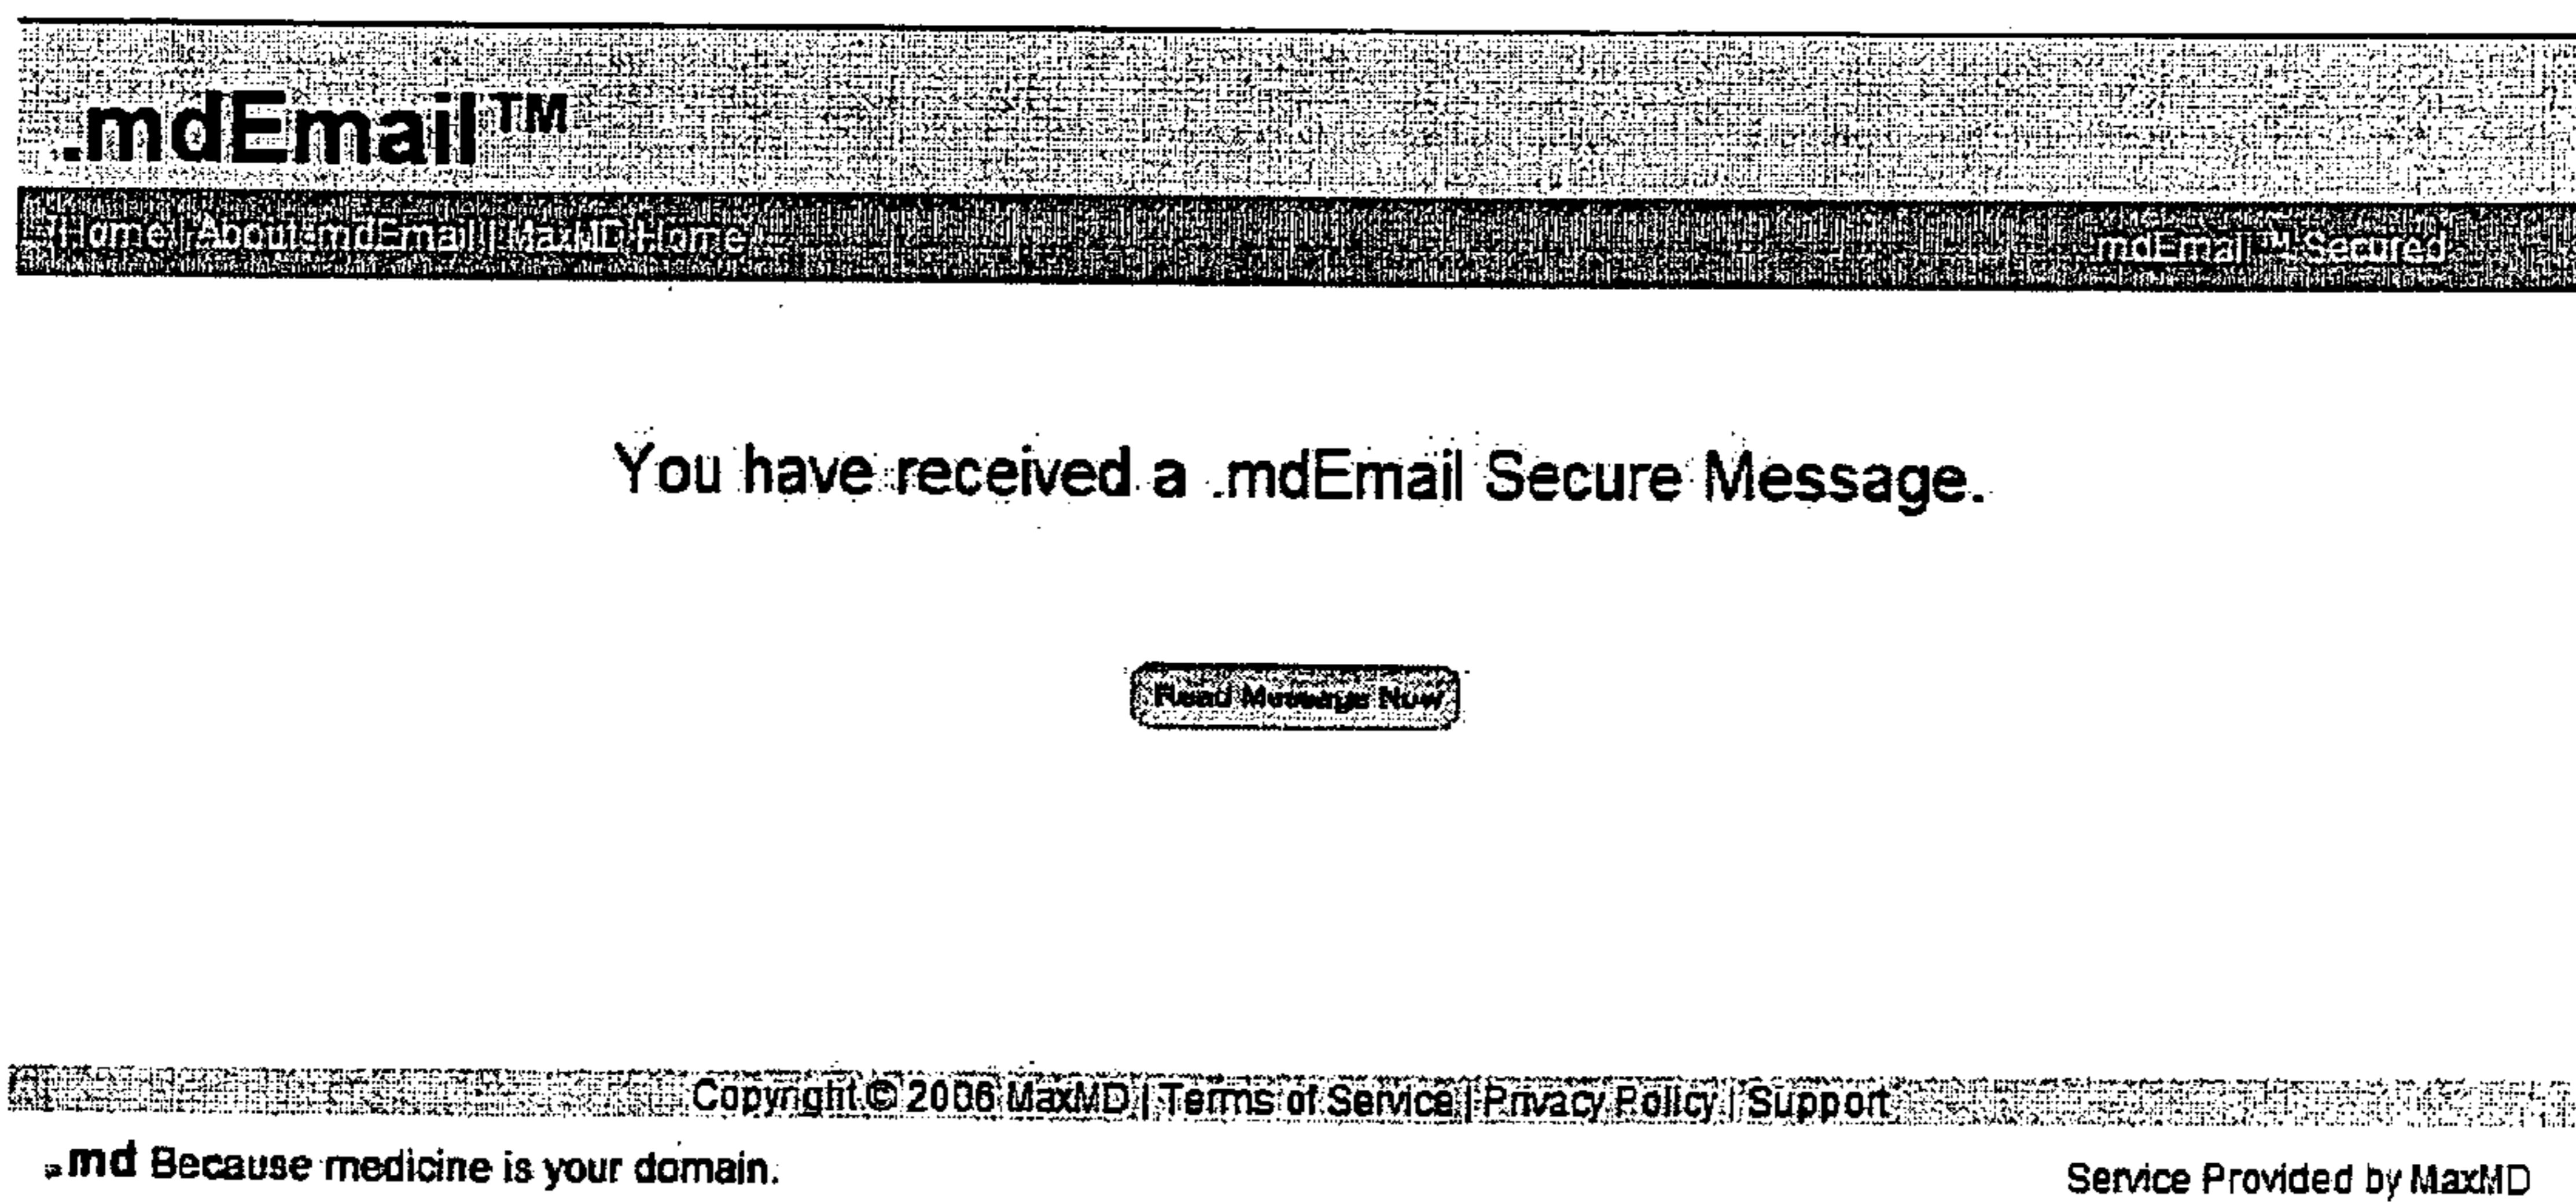 .mdEmail™
Home | About .mdEmail | MaxMD Home .mdEmail™ Secured
You have received a .mdEmail Secure Message.
Read Message Now
Copyright © 2006 MaxMD | Terms of Service | Privacy Policy | Support
.md Because medicine is your domain. Service Provided by MaxMD